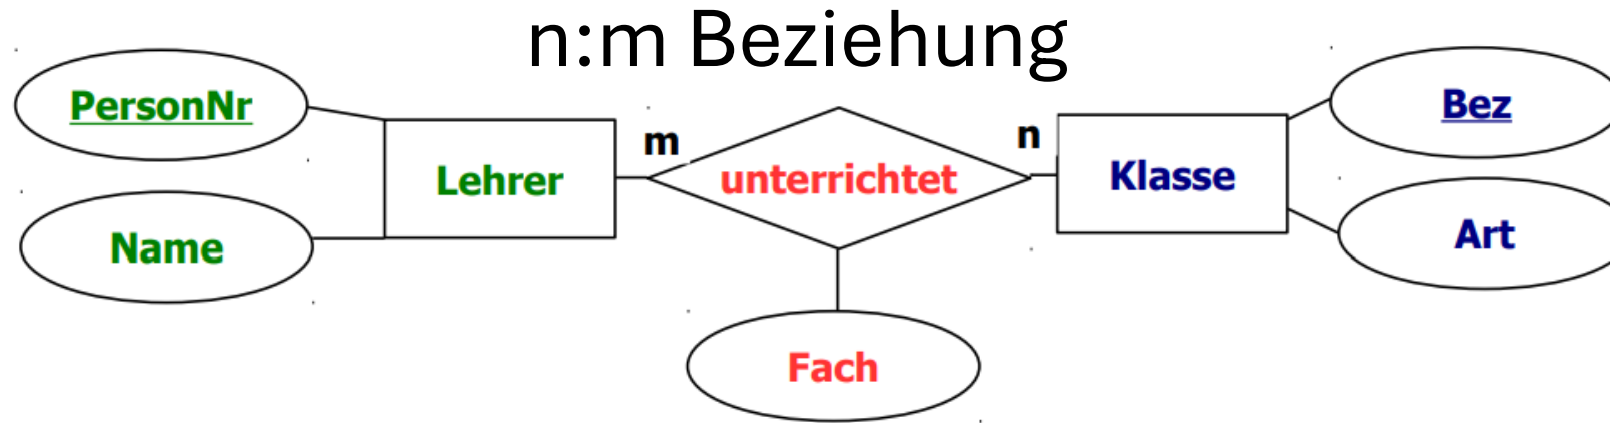 n:m Beziehung
PersonNr
Name
Lehrer
m
unterrichtet
n
Klasse
Bez
Art
Fach